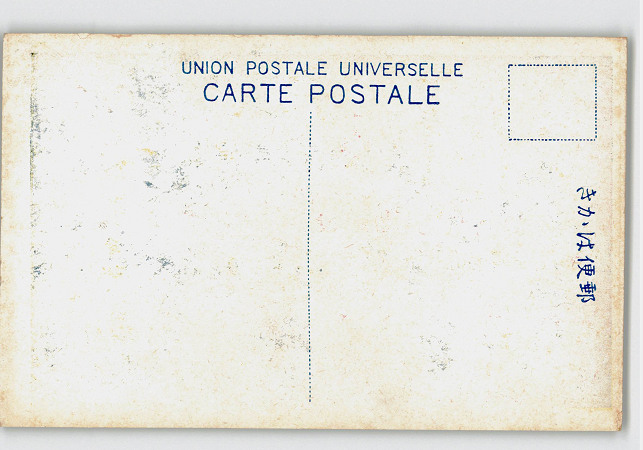 UNION POSTALE UNIVERSELLE
CARTE POSTALE
きかは便郵